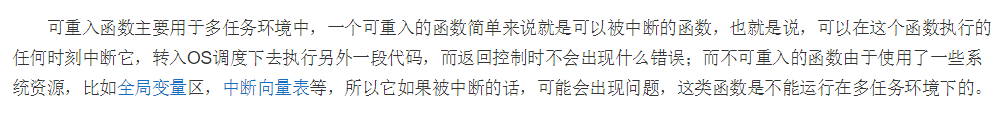 可重入函数主要用于多任务环境中，一个可重入的函数简单来说就是可以被中断的函数，也就是说，可以在这个函数执行的
任何时刻中断它，转入OS调度下去执行另外一段代码，而返回控制时不会出现什么错误；而不可重入的函数由于使用了一些系
统资源，比如全局变量区，中断向量表等，所以它如果被中断的话，可能会出现问题，这类函数是不能运行在多任务环境下的。